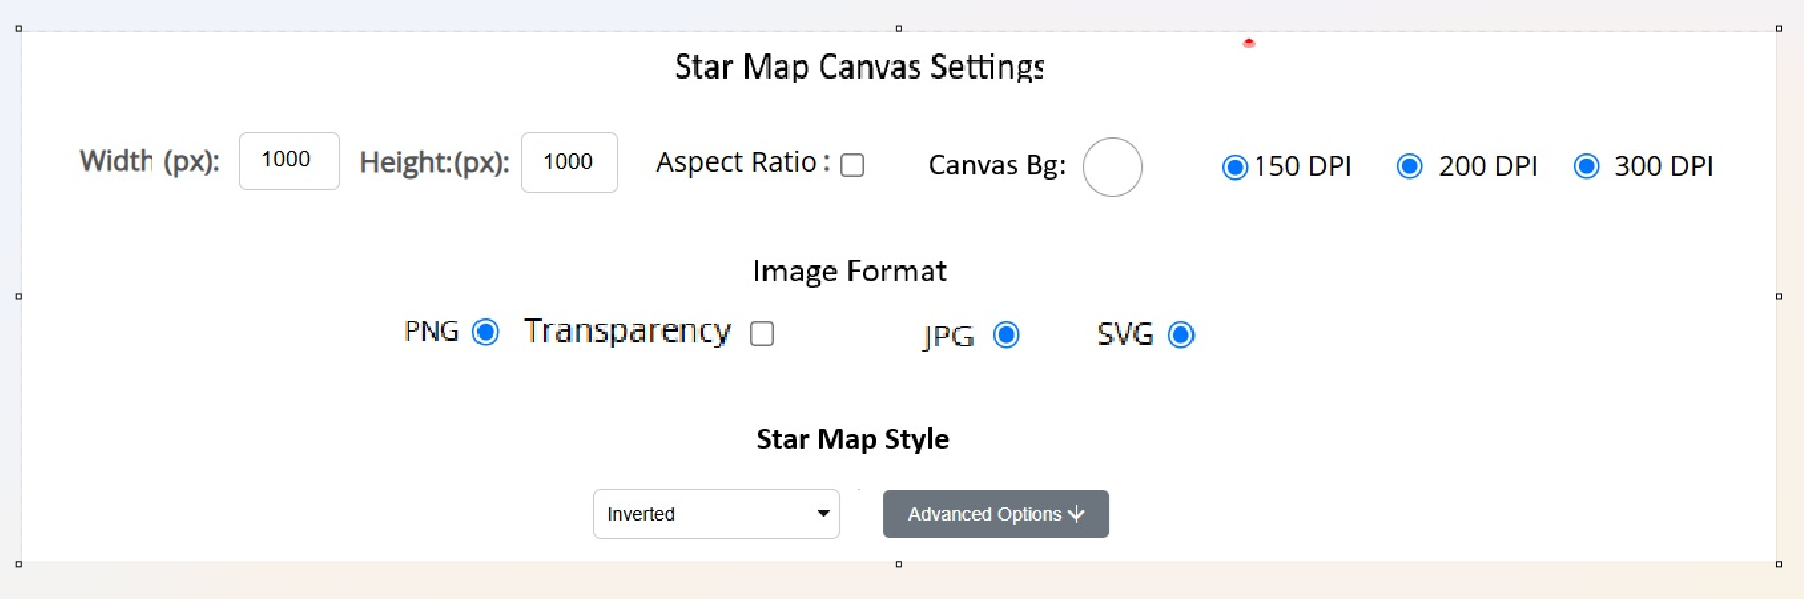 Star Map Canvas Settings
Width (px): 1000 Height:(px): 1000 Aspect Ratio : Canvas Bg: 150 DPI 200 DPI 300 DPI
Image Format
PNG Transparency JPG SVG
Star Map Style
Inverted Advanced Options ↓